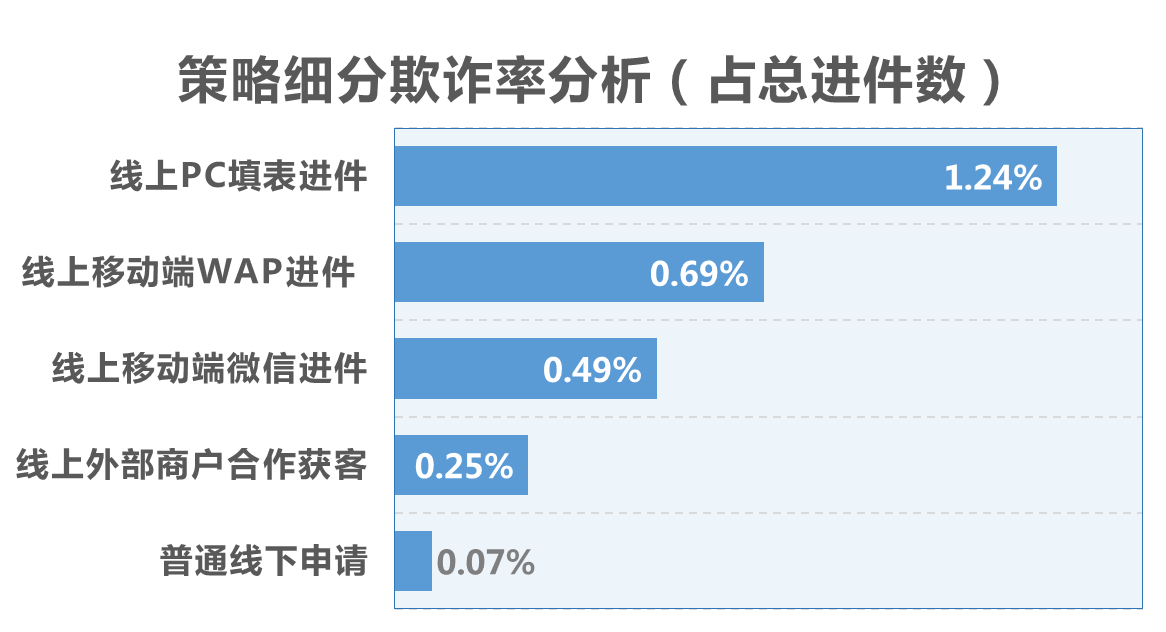 策略细分欺诈率分析（占总进件数）
线上PC填表进件
1.24%
线上移动端WAP进件
0.69%
线上移动端微信进件
0.49%
线上外部商户合作获客
0.25%
普通线下申请
0.07%